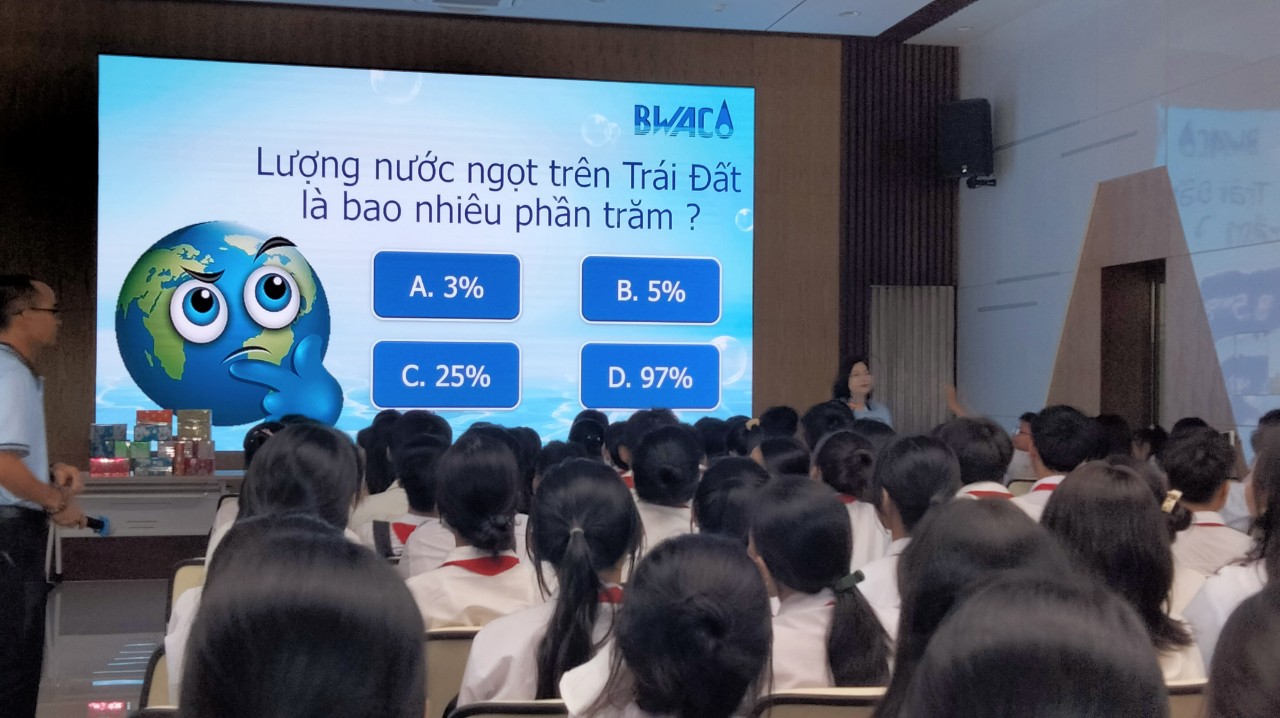 BWACO
Lượng nước ngọt trên Trái Đất
là bao nhiêu phần trăm ?
A. 3%
B. 5%
C. 25%
D. 97%